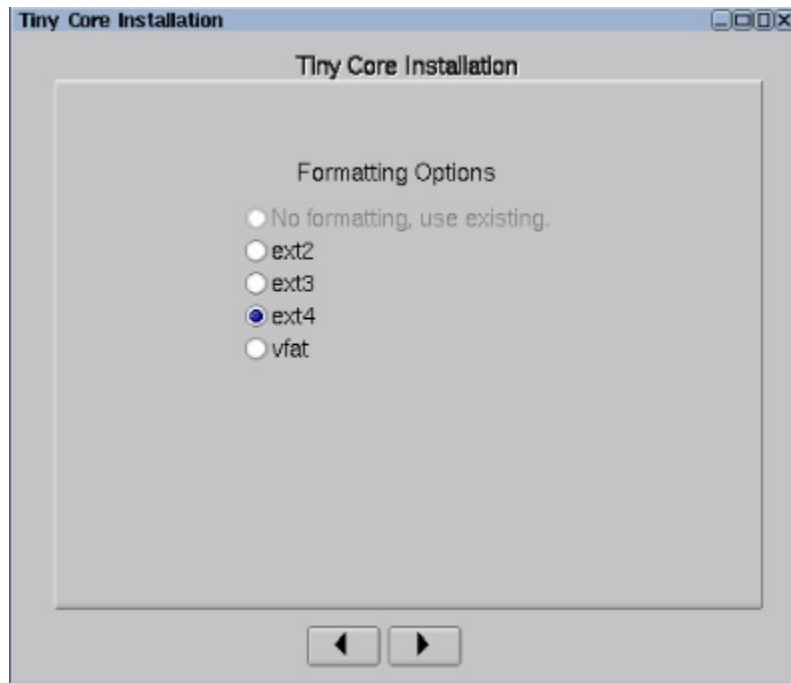 Tiny Core Installation
Tiny Core Installation
Formatting Options
No formatting, use existing.
ext2
ext3
ext4
vfat